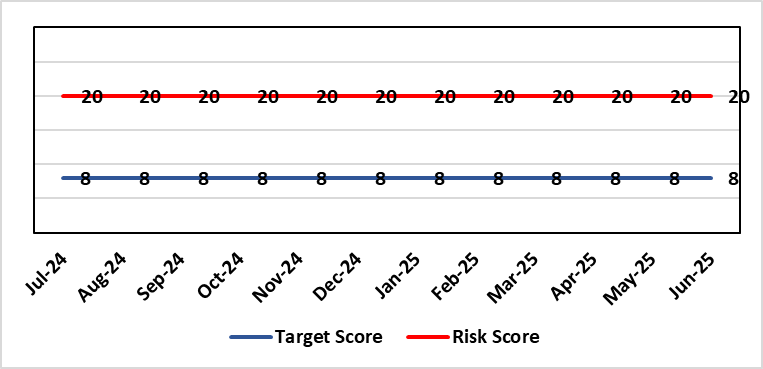 20 20 20 20 20 20 20 20 20 20 20 20
8 8 8 8 8 8 8 8 8 8 8 8
Jul-24 Aug-24 Sep-24 Oct-24 Nov-24 Dec-24 Jan-25 Feb-25 Mar-25 Apr-25 May-25 Jun-25
Target Score Risk Score